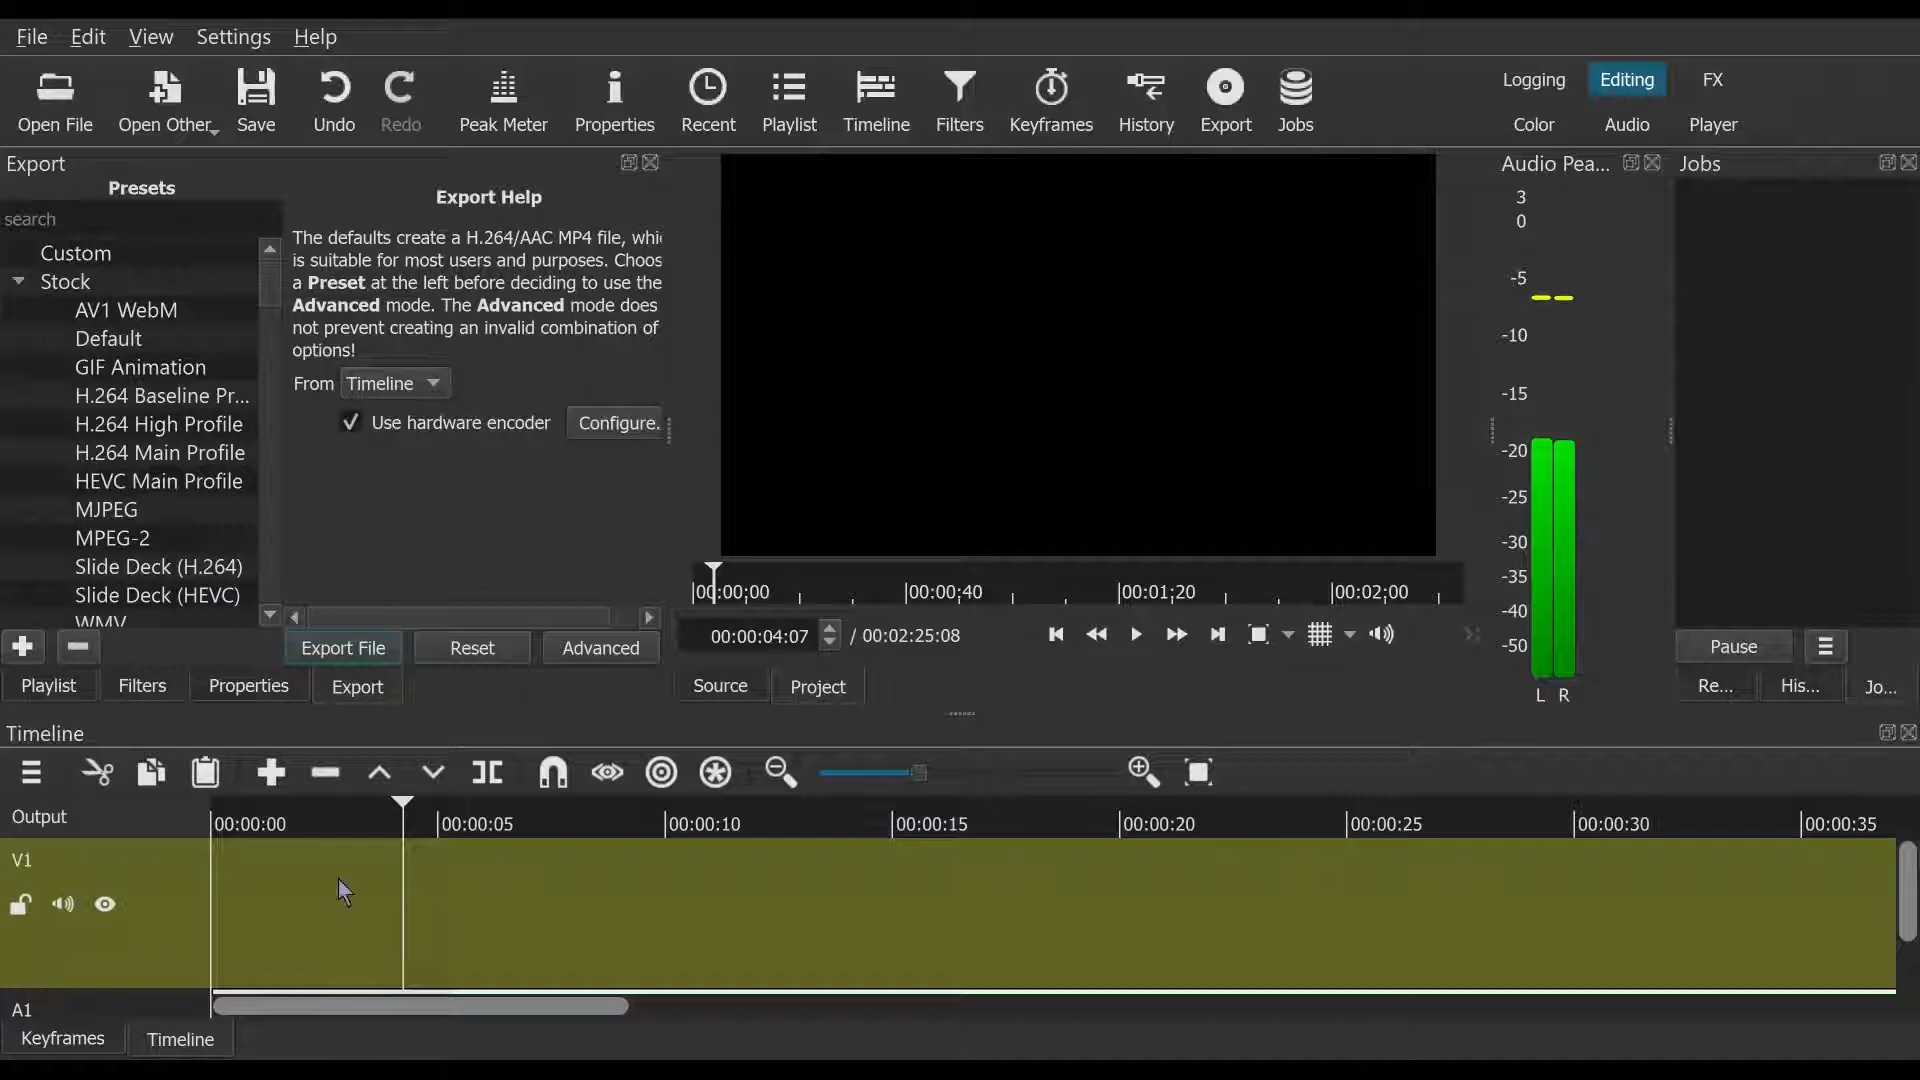 File Edit View Settings Help
Open File Open Other Save Undo Redo Peak Meter Properties Recent Playlist Timeline Filters Keyframes History Export Jobs
Logging Editing FX
Color Audio Player
Export
Presets
search
Custom
Stock
AV1 WebM
Default
GIF Animation
H.264 Baseline Pr...
H.264 High Profile
H.264 Main Profile
HEVC Main Profile
MJPEG
MPEG-2
Slide Deck (H.264)
Slide Deck (HEVC)
WMV
Export Help
The defaults create a H.264/AAC MP4 file, whi
is suitable for most users and purposes. Choos
a Preset at the left before deciding to use the
Advanced mode. The Advanced mode does
not prevent creating an invalid combination of
options!
From Timeline
Use hardware encoder Configure.
Export File Reset Advanced
Playlist Filters Properties Export
00:00:00 00:00:40 00:01:20 00:02:00
00:00:04:07 / 00:02:25:08
Source Project
Audio Pea...
3
0
-5
-10
-15
-20
-25
-30
-35
-40
-50
L R
Jobs
Pause
Re... His... Jo...
Timeline
Output
00:00:00 00:00:05 00:00:10 00:00:15 00:00:20 00:00:25 00:00:30 00:00:35
V1
A1
Keyframes Timeline